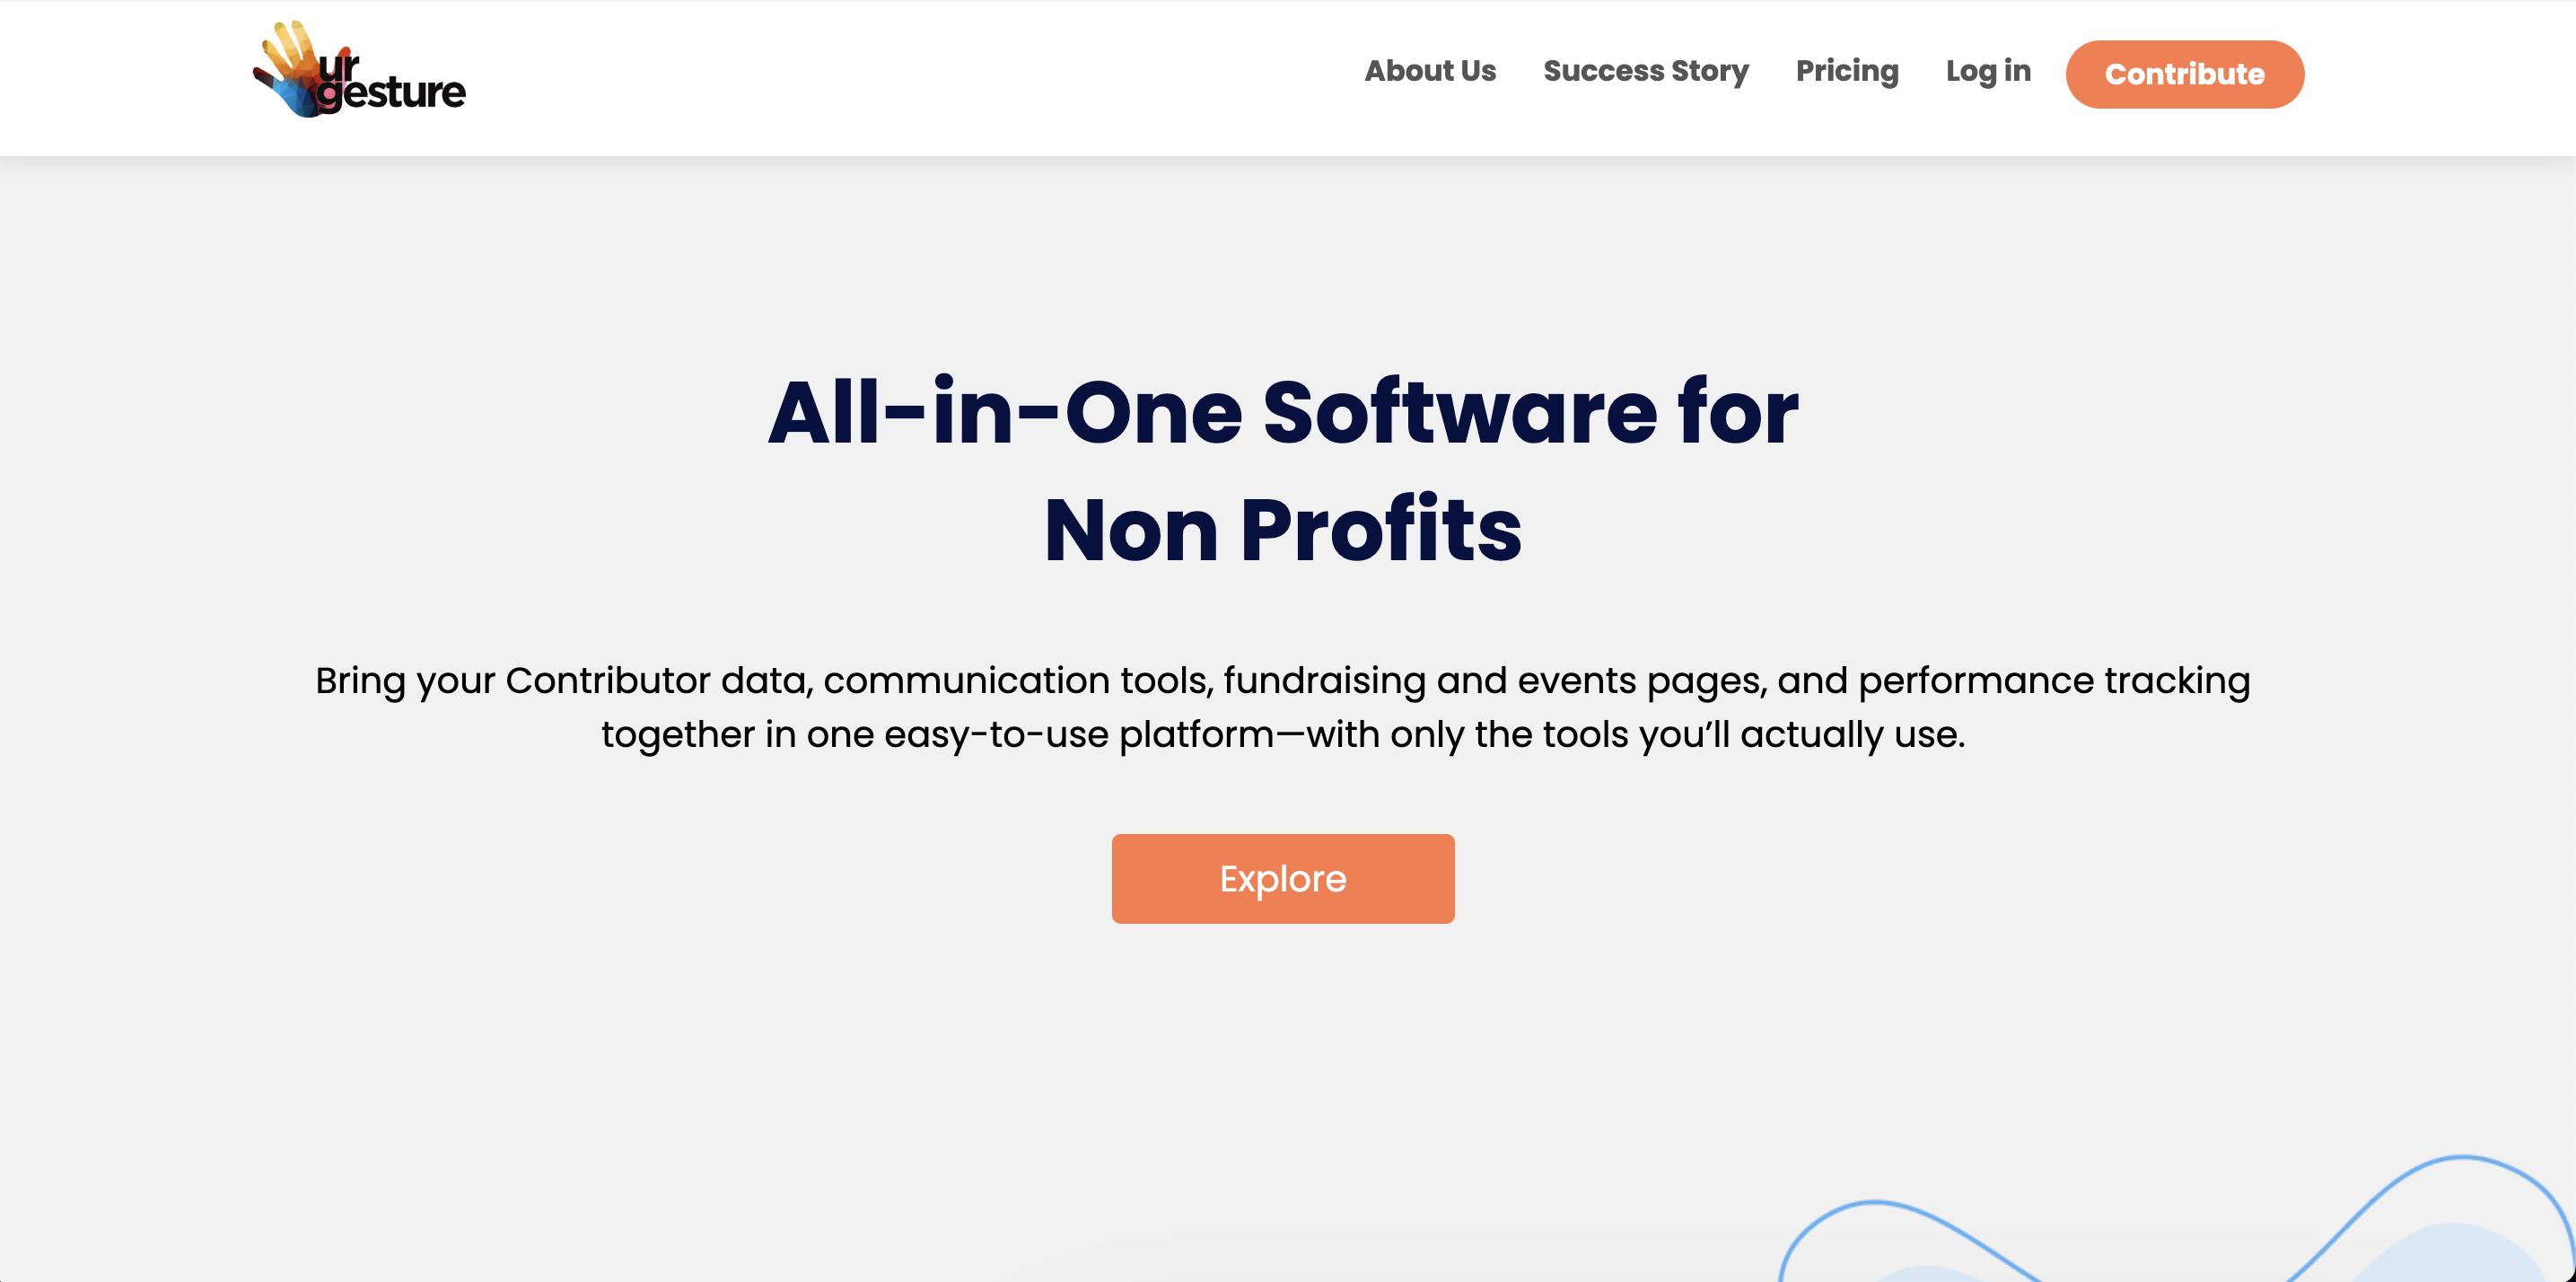 ur
gesture
About Us Success Story Pricing Log in Contribute
All-in-One Software for
Non Profits
Bring your Contributor data, communication tools, fundraising and events pages, and performance tracking
together in one easy-to-use platform—with only the tools you’ll actually use.
Explore